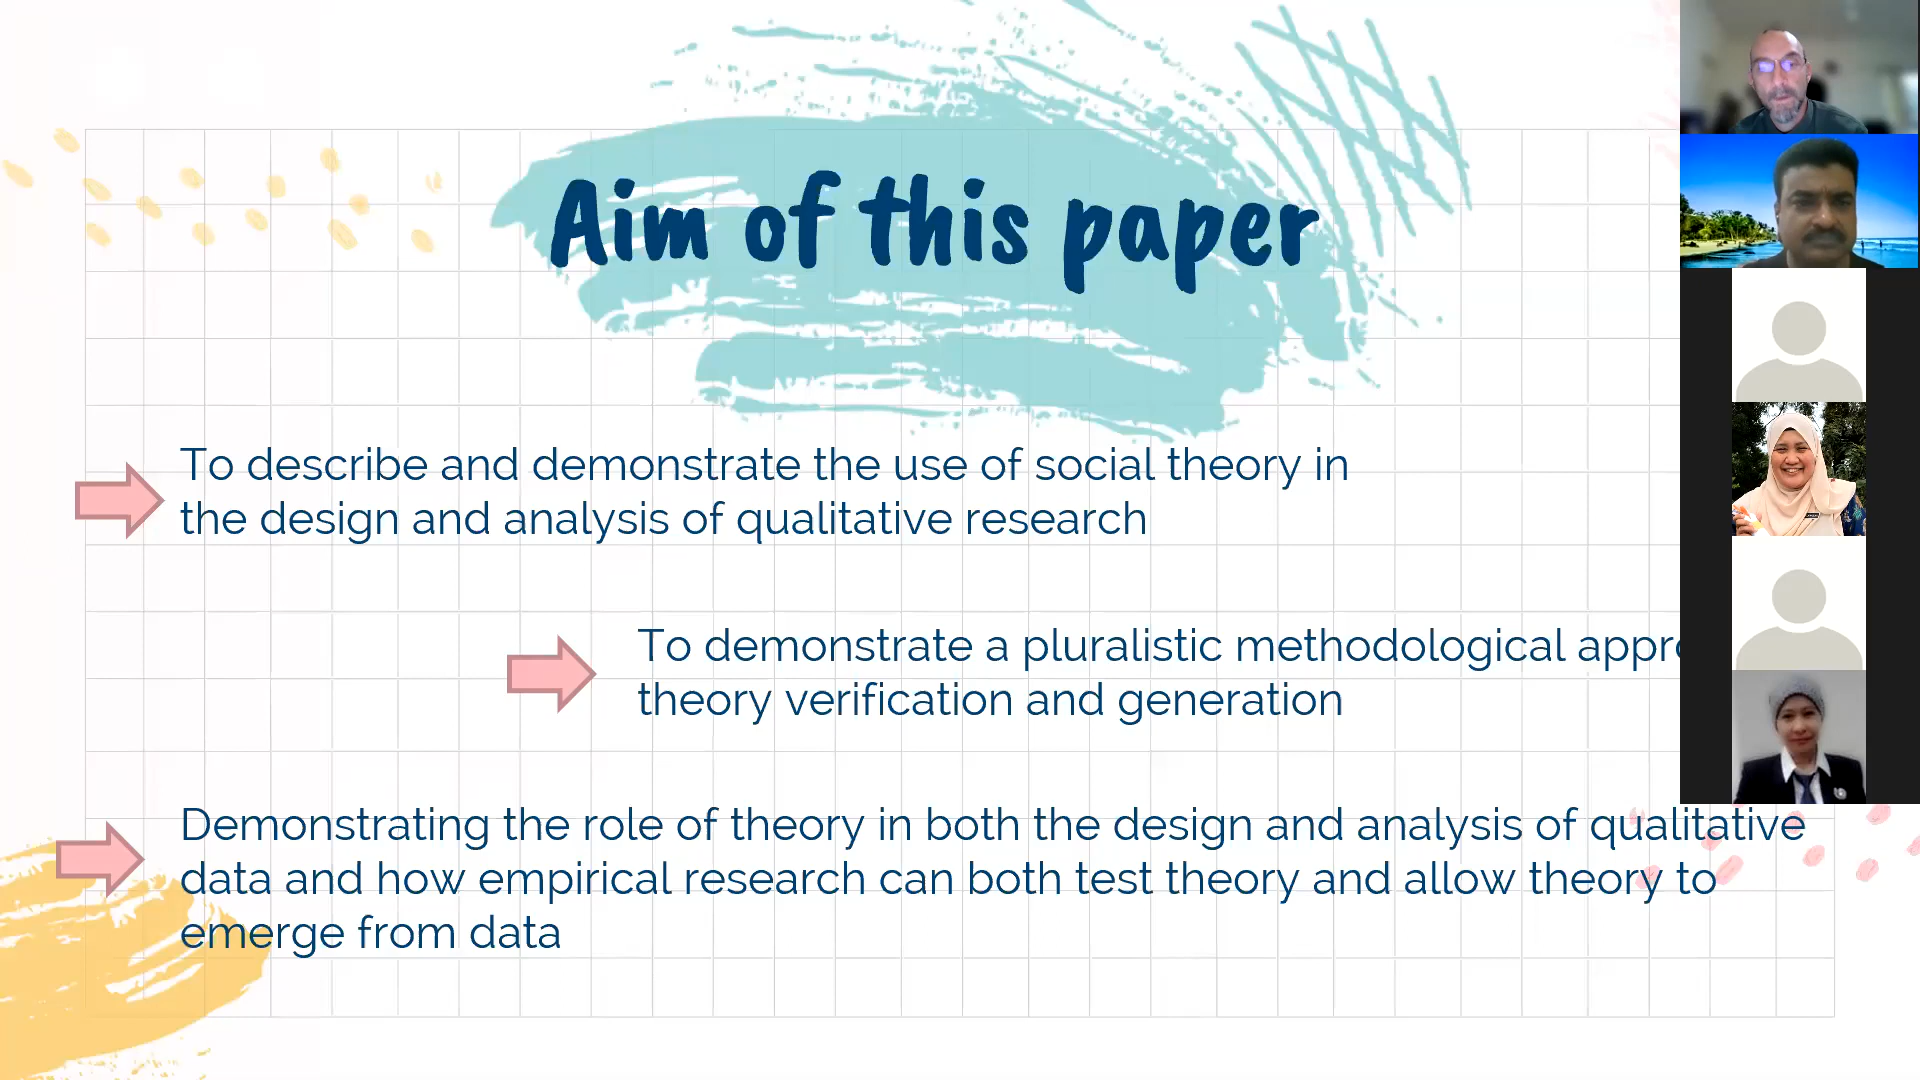 Aim of this paper
To describe and demonstrate the use of social theory in
the design and analysis of qualitative research
To demonstrate a pluralistic methodological
theory verification and generation
Demonstrating the role of theory in both the design and analysis of qualitative
data and how empirical research can both test theory and allow theory to
emerge from data